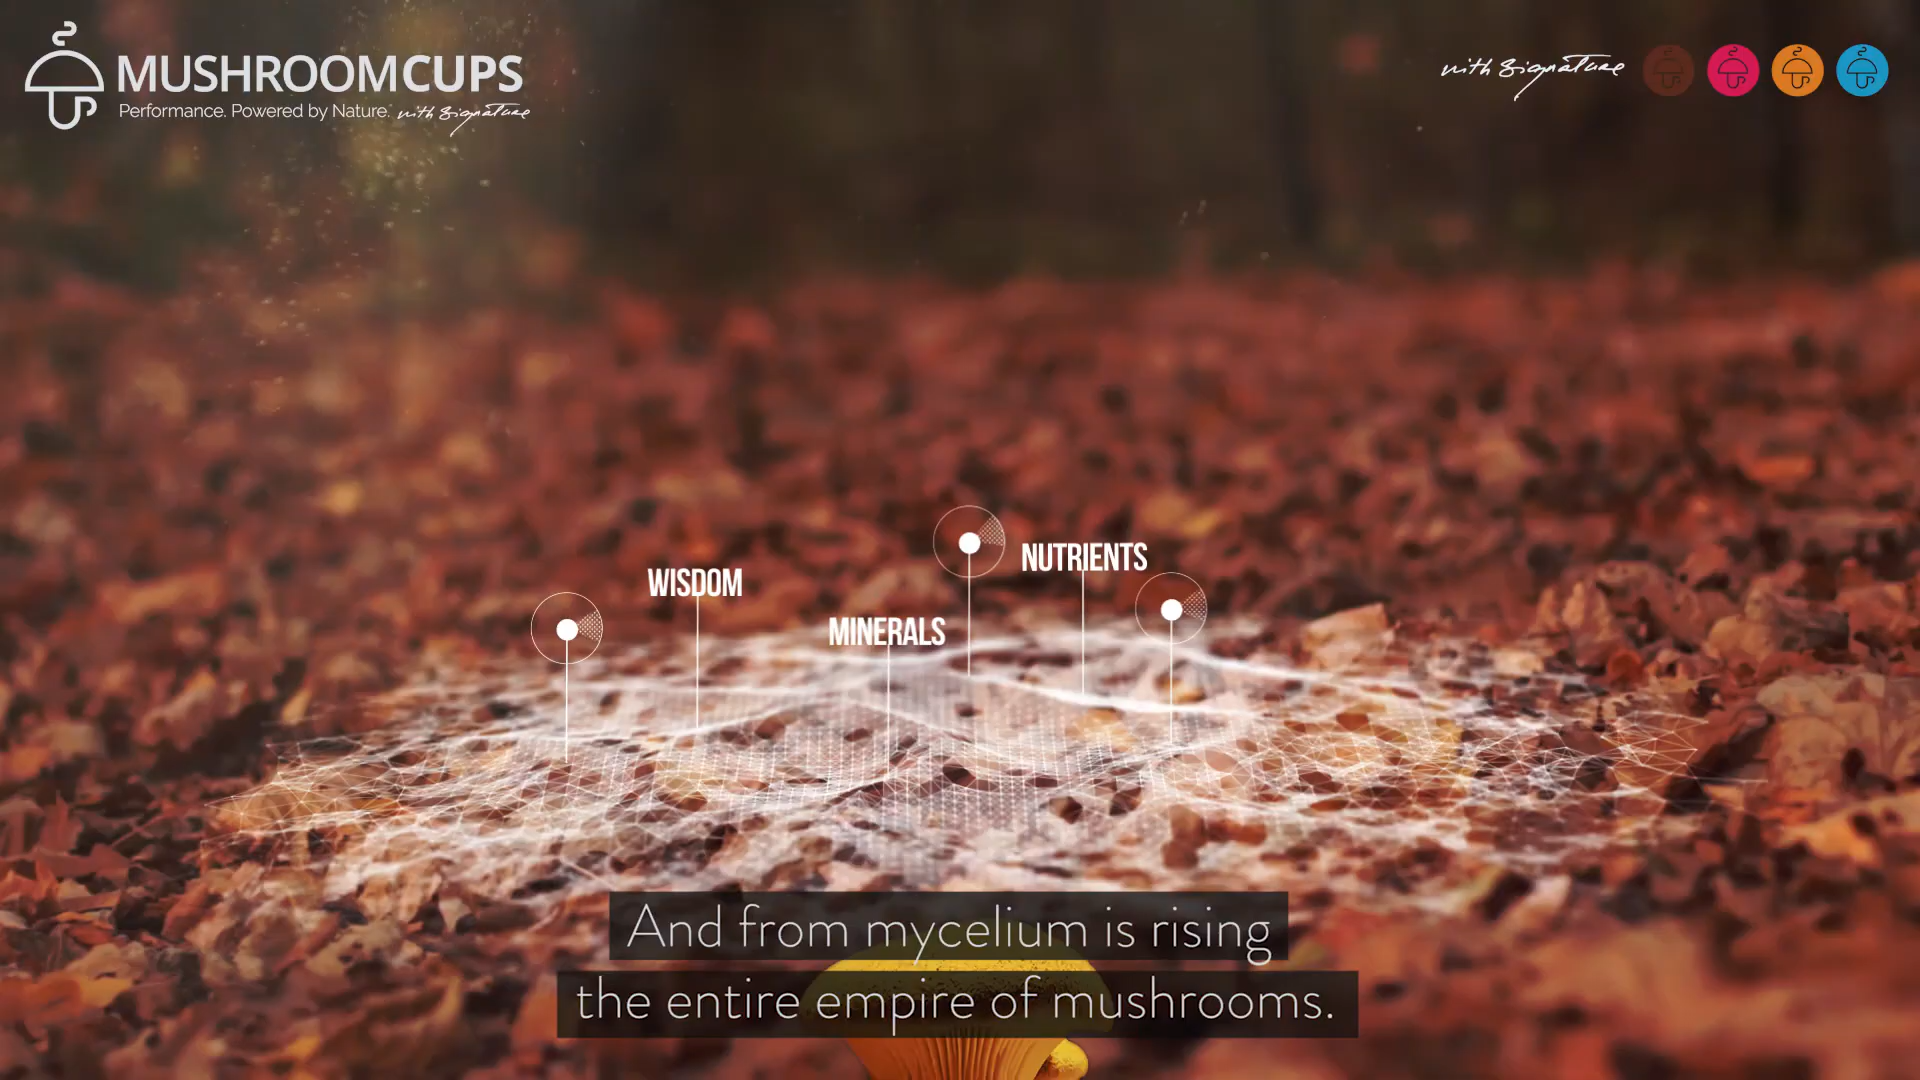 MUSHROOMCUPS
Performance. Powered by Nature. with Signature
with Signature
NUTRIENTS
WISDOM
MINERALS
And from mycelium is rising
the entire empire of mushrooms.